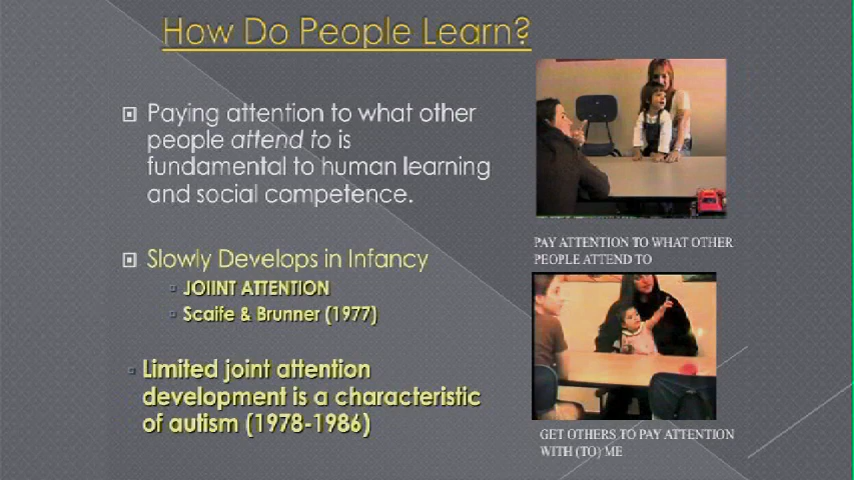 How Do People Learn?
Paying attention to what other
people attend to is
fundamental to human learning
and social competence.
Slowly Develops in Infancy
JOIINT ATTENTION
Scaife & Brunner (1977)
Limited joint attention
development is a characteristic
of autism (1978-1986)
PAY ATTENTION TO WHAT OTHER
PEOPLE ATTEND TO
GET OTHERS TO PAY ATTENTION
WITH (TO) ME